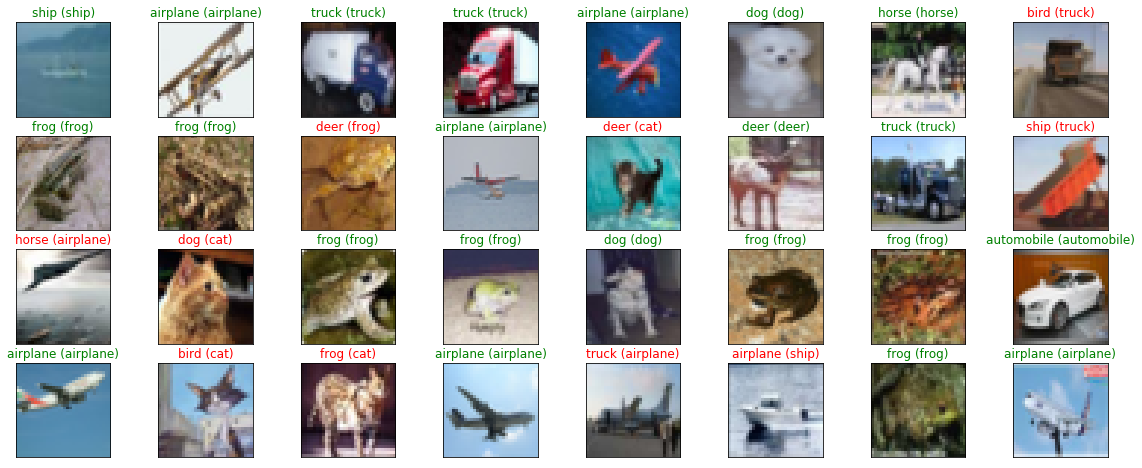 ship (ship) airplane (airplane) truck (truck) truck (truck) airplane (airplane) dog (dog) horse (horse) bird (truck)
frog (frog) frog (frog) deer (frog) airplane (airplane) deer (cat) deer (deer) truck (truck) ship (truck)
horse (airplane) dog (cat) frog (frog) frog (frog) dog (dog) frog (frog) frog (frog) automobile (automobile)
airplane (airplane) bird (cat) frog (cat) airplane (airplane) truck (airplane) airplane (ship) frog (frog) airplane (airplane)